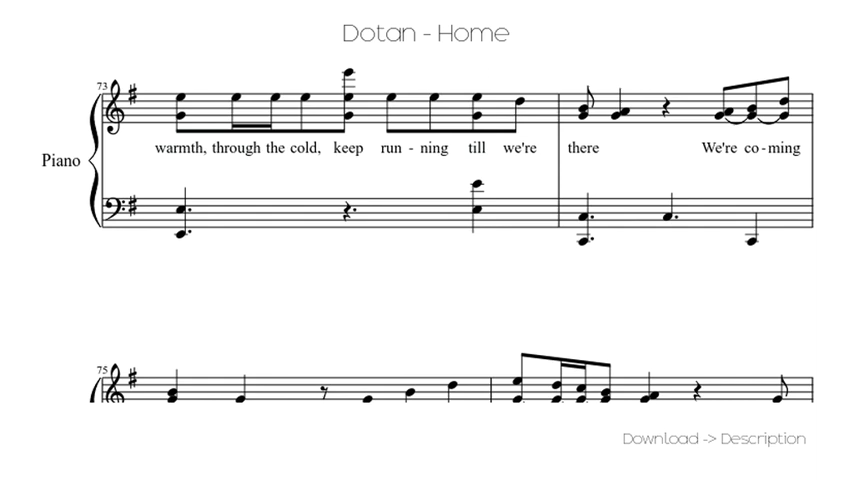 Dotan - Home
73
warmth, through the cold, keep run - ning till we're there We're co - ming
Piano
75
Download -> Description